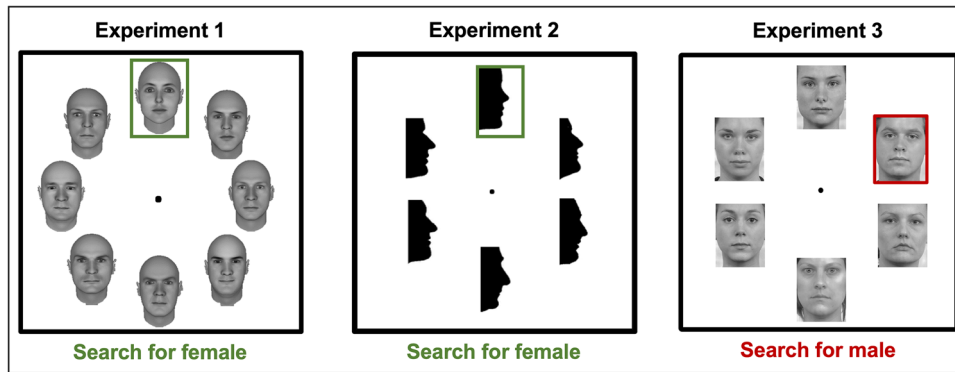 Experiment 1
Experiment 2
Experiment 3
Search for female
Search for female
Search for male